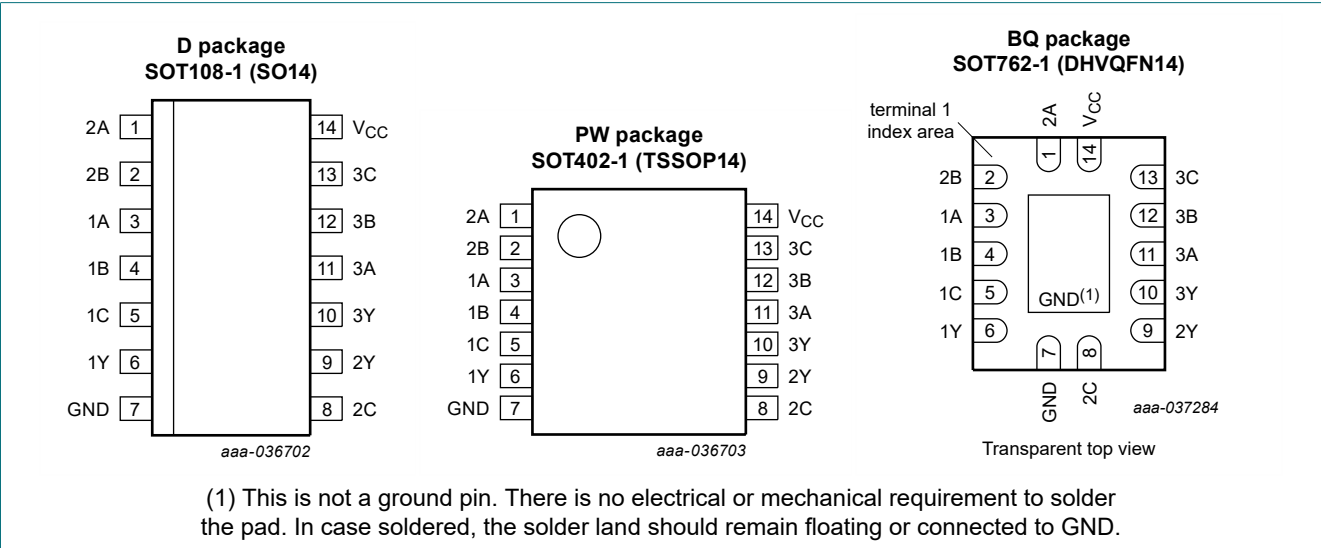 D package
SOT108-1 (SO14)
2A 1
14 VCC
2B 2
13 3C
1A 3
12 3B
1B 4
11 3A
1C 5
10 3Y
1Y 6
9 2Y
GND 7
8 2C
aaa-036702
PW package
SOT402-1 (TSSOP14)
2A 1
14 VCC
2B 2
13 3C
1A 3
12 3B
1B 4
11 3A
1C 5
10 3Y
1Y 6
9 2Y
GND 7
8 2C
aaa-036703
BQ package
SOT762-1 (DHVQFN14)
terminal 1
index area
2A
VCC
1
14
2B 2
13 3C
1A 3
12 3B
1B 4
11 3A
1C 5
10 3Y
GND(1)
1Y 6
9 2Y
7
8
GND
2C
aaa-037284
Transparent top view
(1) This is not a ground pin. There is no electrical or mechanical requirement to solder
the pad. In case soldered, the solder land should remain floating or connected to GND.